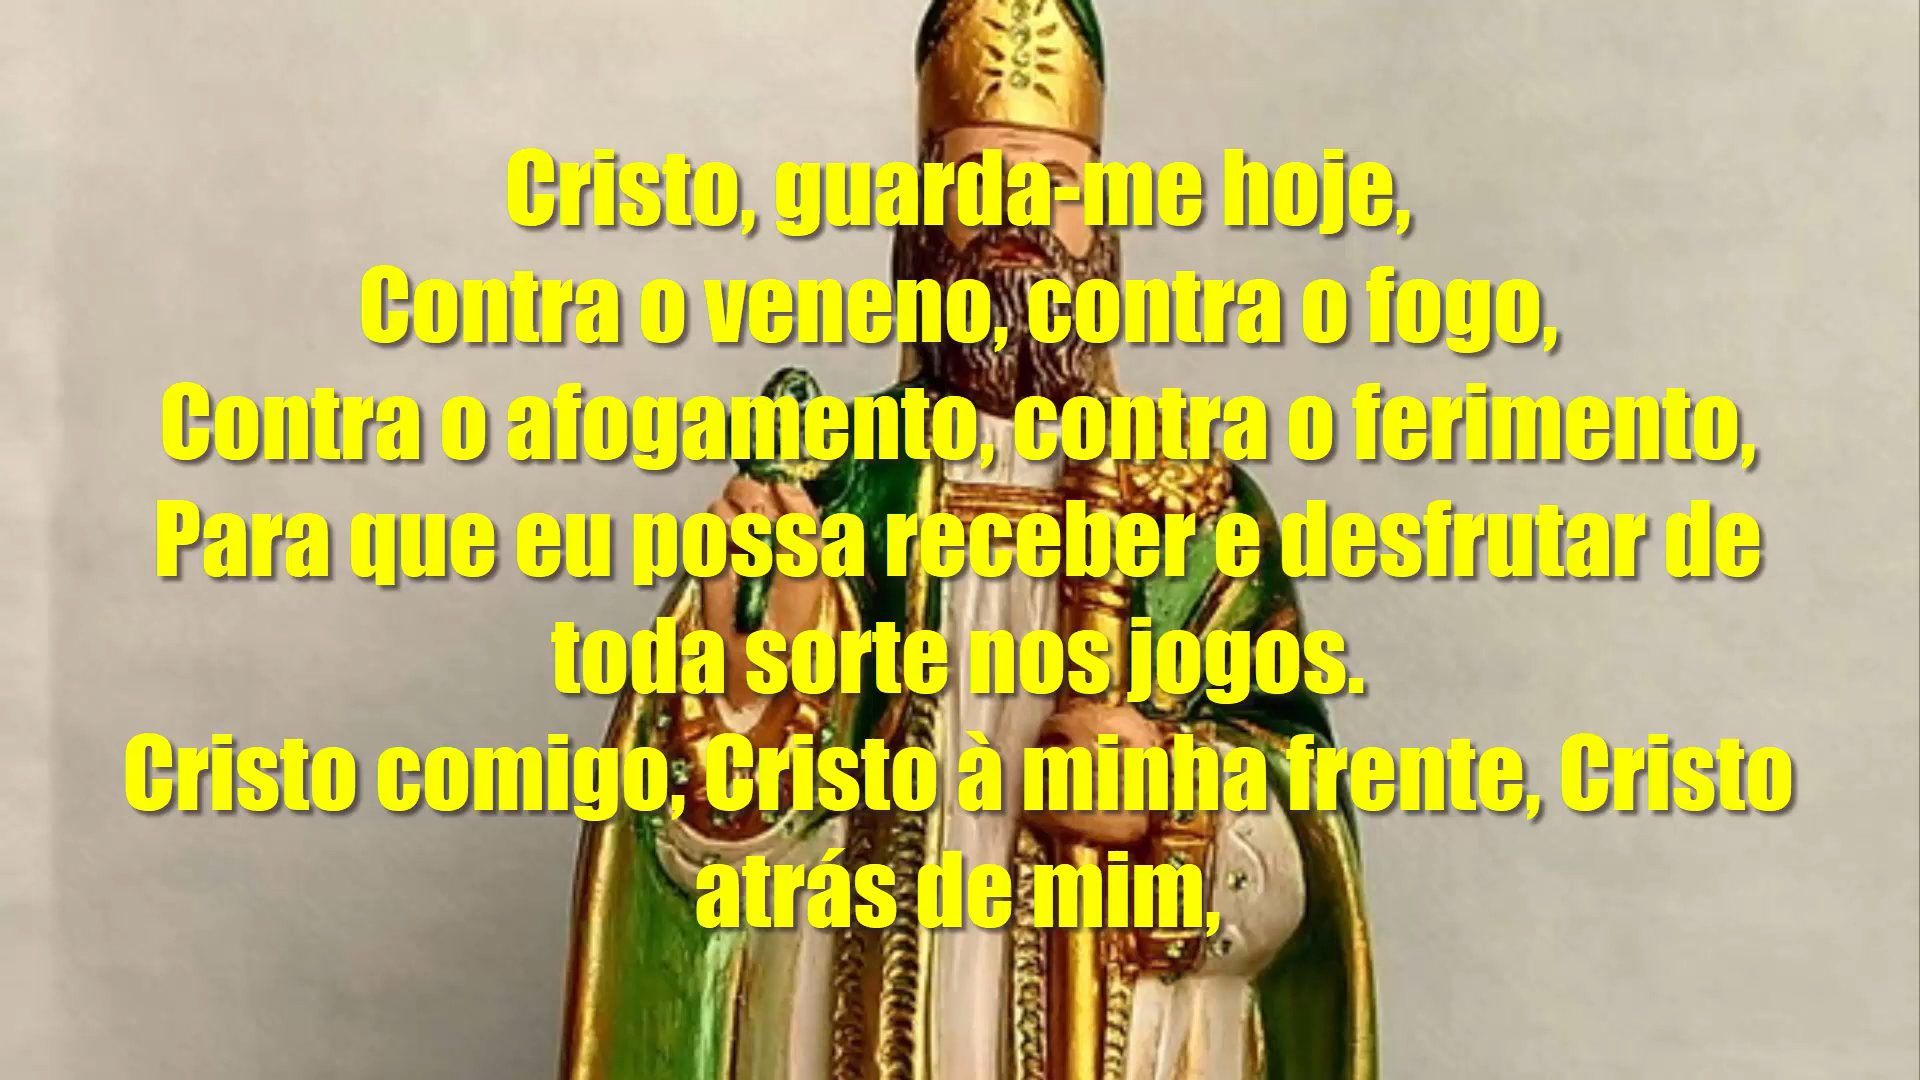 Cristo, guarda-me hoje,
Contra o veneno, contra o fogo,
Contra o afogamento, contra o ferimento,
Para que eu possa receber e desfrutar de
toda sorte nos jogos.
Cristo comigo, Cristo à minha frente, Cristo
atrás de mim,